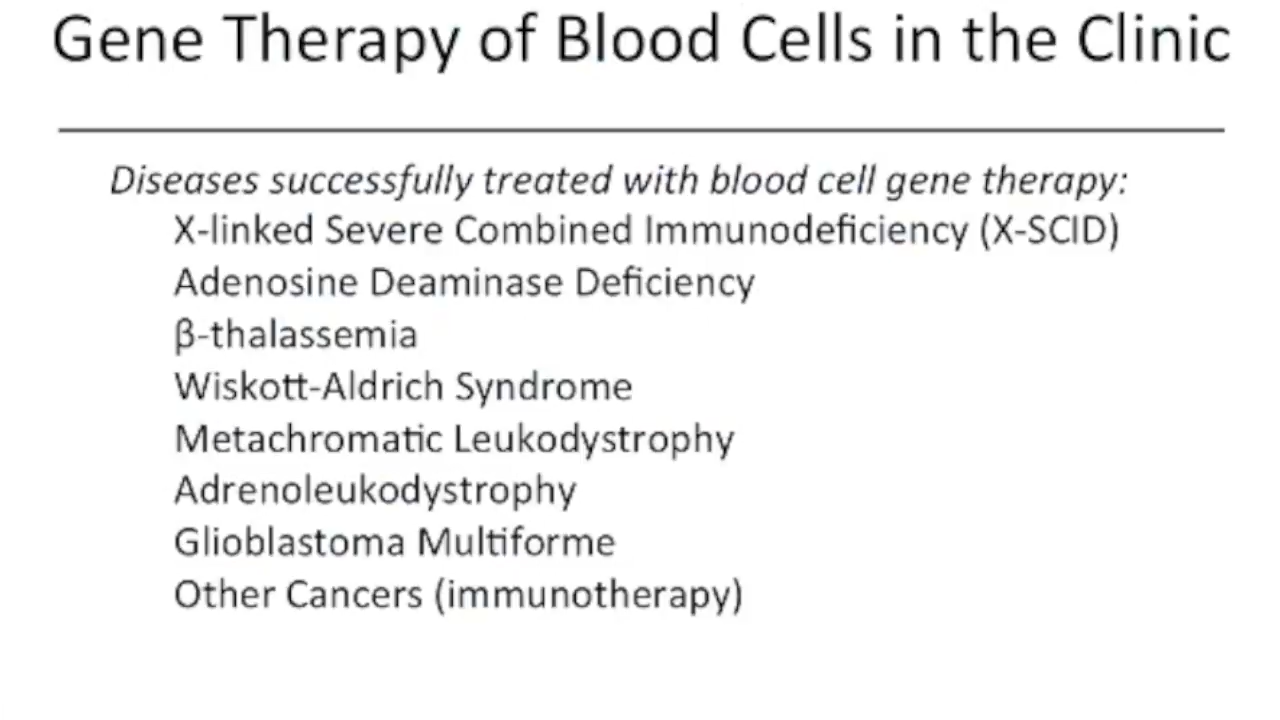 Gene Therapy of Blood Cells in the Clinic
Diseases successfully treated with blood cell gene therapy:
X-linked Severe Combined Immunodeficiency (X-SCID)
Adenosine Deaminase Deficiency
β-thalassemia
Wiskott-Aldrich Syndrome
Metachromatic Leukodystrophy
Adrenoleukodystrophy
Glioblastoma Multiforme
Other Cancers (immunotherapy)